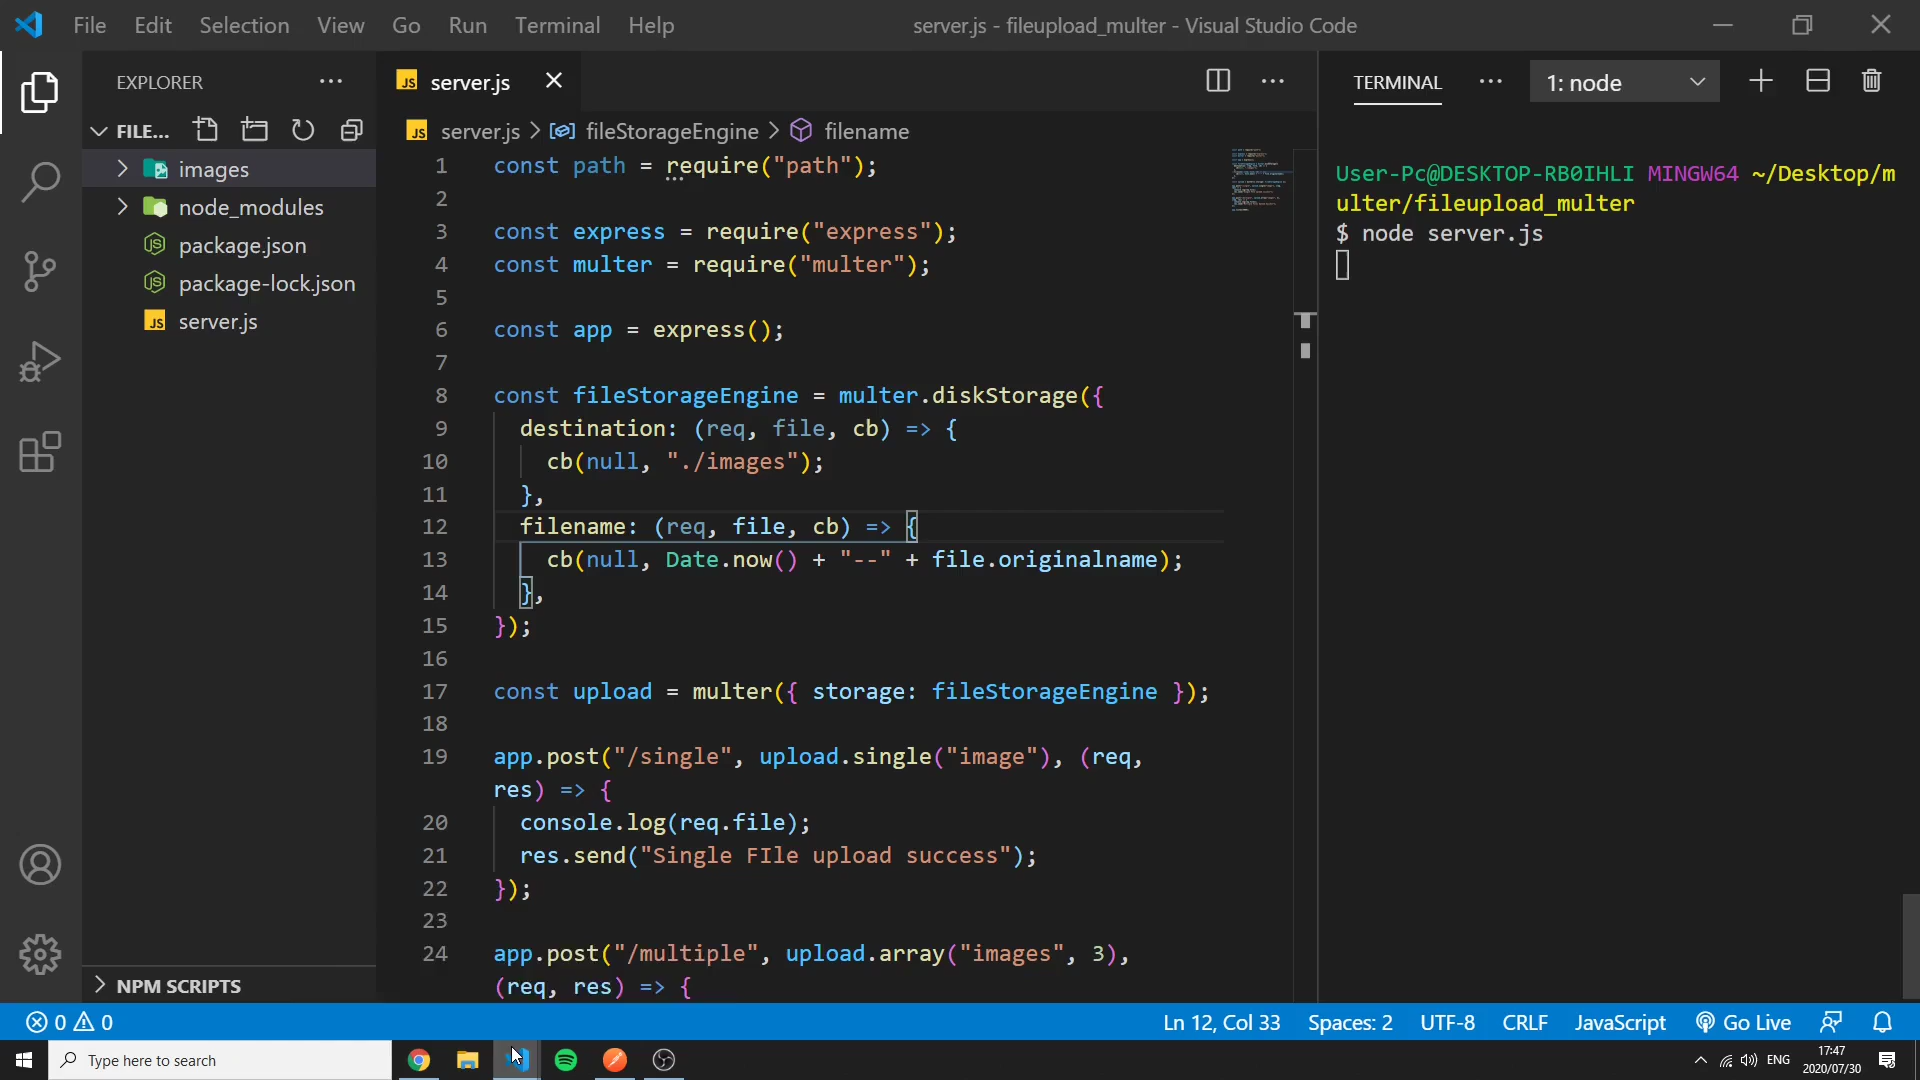 File Edit Selection View Go Run Terminal Help
server.js - fileupload_multer - Visual Studio Code
EXPLORER
FILE...
images
node_modules
package.json
package-lock.json
server.js
NPM SCRIPTS
JS server.js
JS server.js > fileStorageEngine > filename
1 const path = require("path");
2
3 const express = require("express");
4 const multer = require("multer");
5
6 const app = express();
7
8 const fileStorageEngine = multer.diskStorage({
9 destination: (req, file, cb) => {
10 cb(null, "./images");
11 },
12 filename: (req, file, cb) => {
13 cb(null, Date.now() + "--" + file.originalname);
14 },
15 });
16
17 const upload = multer({ storage: fileStorageEngine });
18
19 app.post("/single", upload.single("image"), (req,
res) => {
20 console.log(req.file);
21 res.send("Single FIle upload success");
22 });
23
24 app.post("/multiple", upload.array("images", 3),
(req, res) => {
TERMINAL
1: node
User-Pc@DESKTOP-RB0IHLI MINGW64 ~/Desktop/m
ulter/fileupload_multer
$ node server.js
0 0
Ln 12, Col 33 Spaces: 2 UTF-8 CRLF JavaScript Go Live
Type here to search
ENG
17:47
2020/07/30